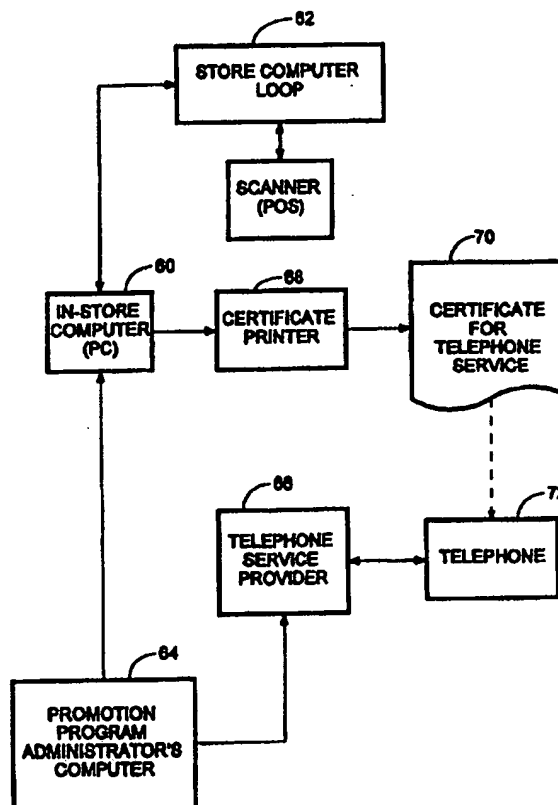 62
STORE COMPUTER
LOOP
SCANNER
(POS)
60
IN-STORE
COMPUTER
(PC)
68
CERTIFICATE
PRINTER
70
CERTIFICATE
FOR
TELEPHONE
SERVICE
66
TELEPHONE
SERVICE
PROVIDER
72
TELEPHONE
64
PROMOTION
PROGRAM
ADMINISTRATOR'S
COMPUTER